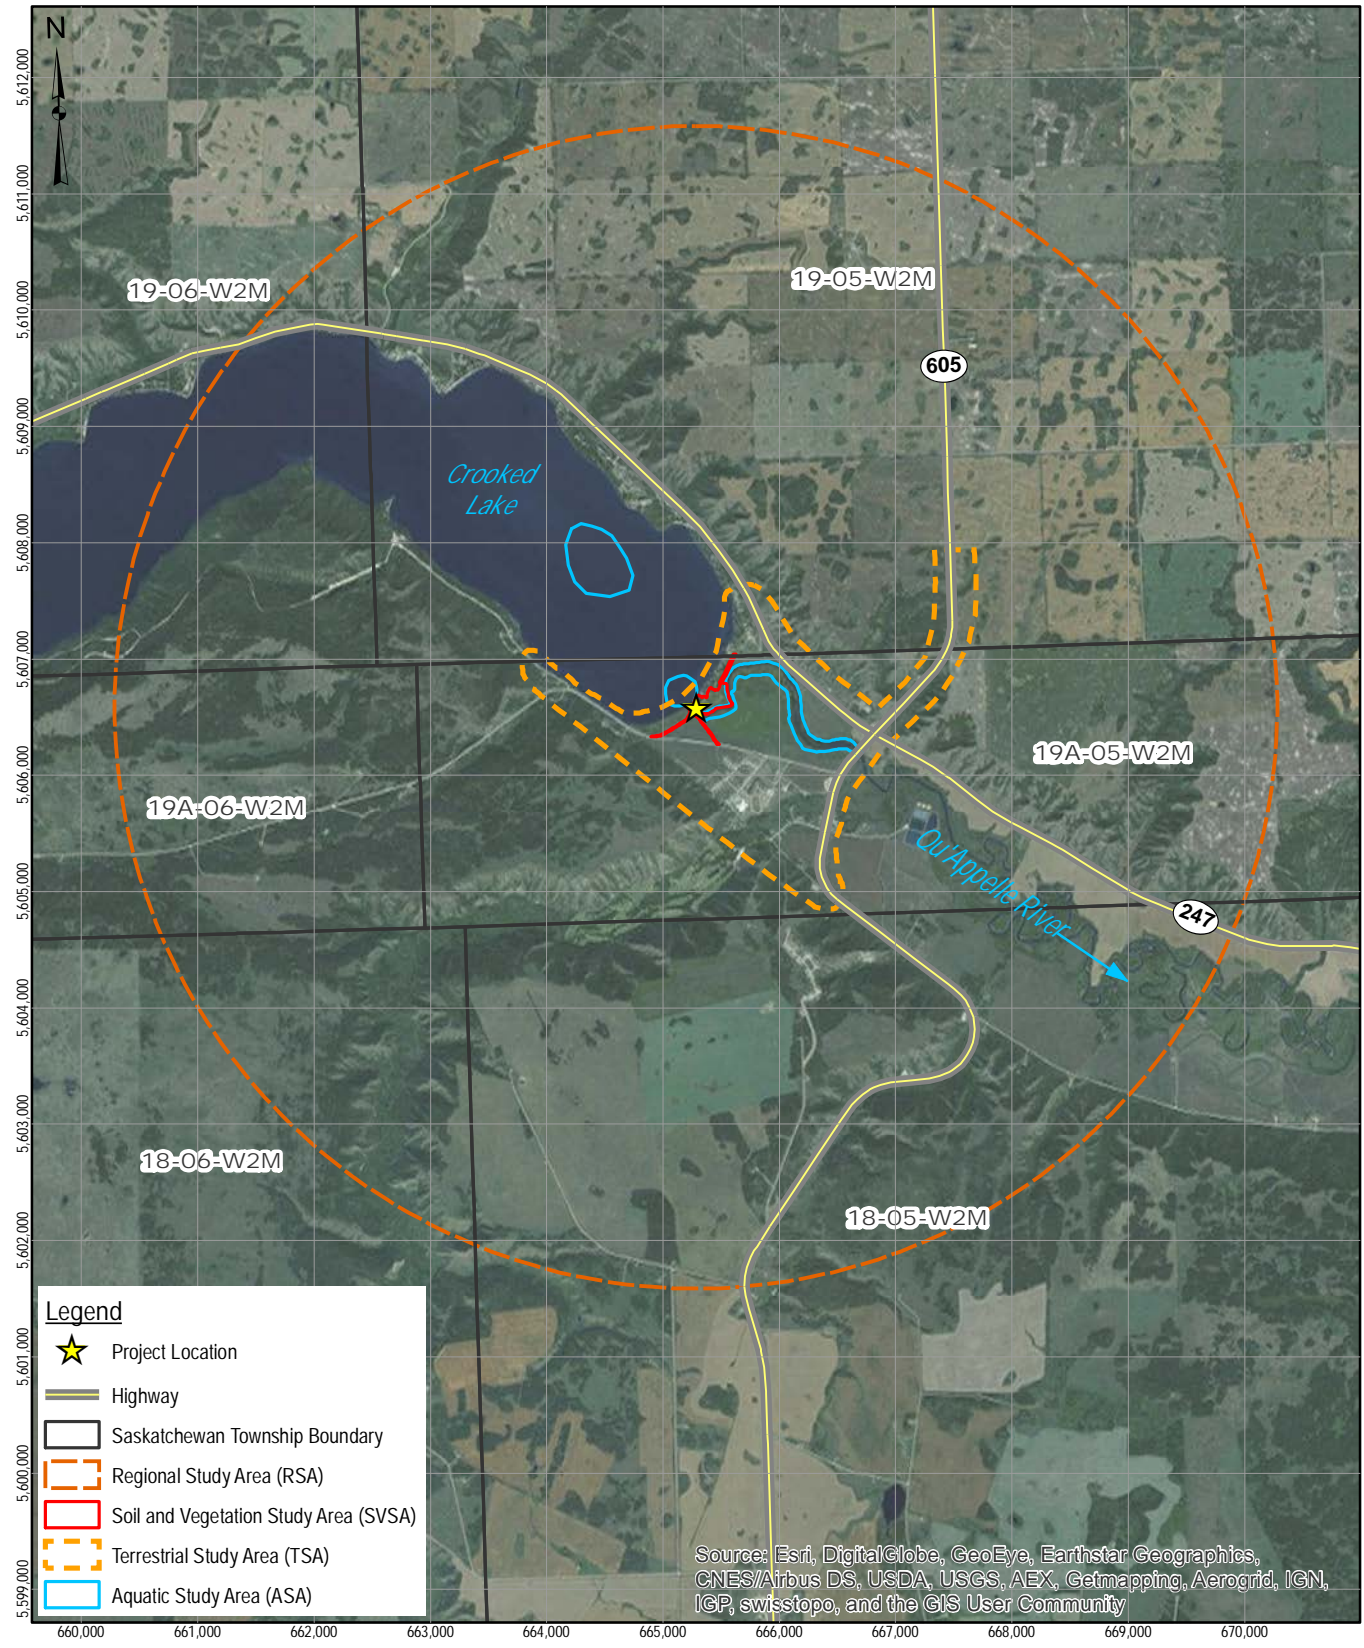 N
5,612,000
5,611,000
5,610,000
5,609,000
5,608,000
5,607,000
5,606,000
5,605,000
5,604,000
5,603,000
5,602,000
5,601,000
5,600,000
5,599,000
19-06-W2M
19-05-W2M
605
Crooked
Lake
19A-05-W2M
19A-06-W2M
Qu'Appelle River
247
18-06-W2M
18-05-W2M
Legend
Project Location
Highway
Saskatchewan Township Boundary
Regional Study Area (RSA)
Soil and Vegetation Study Area (SVSA)
Terrestrial Study Area (TSA)
Aquatic Study Area (ASA)
Source: Esri, DigitalGlobe, GeoEye, Earthstar Geographics,
CNES/Airbus DS, USDA, USGS, AEX, Getmapping, Aerogrid, IGN,
IGP, swisstopo, and the GIS User Community
660,000
661,000
662,000
663,000
664,000
665,000
666,000
667,000
668,000
669,000
670,000